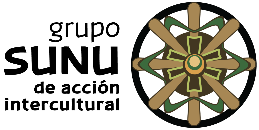 grupo
SUNU
de acción
intercultural